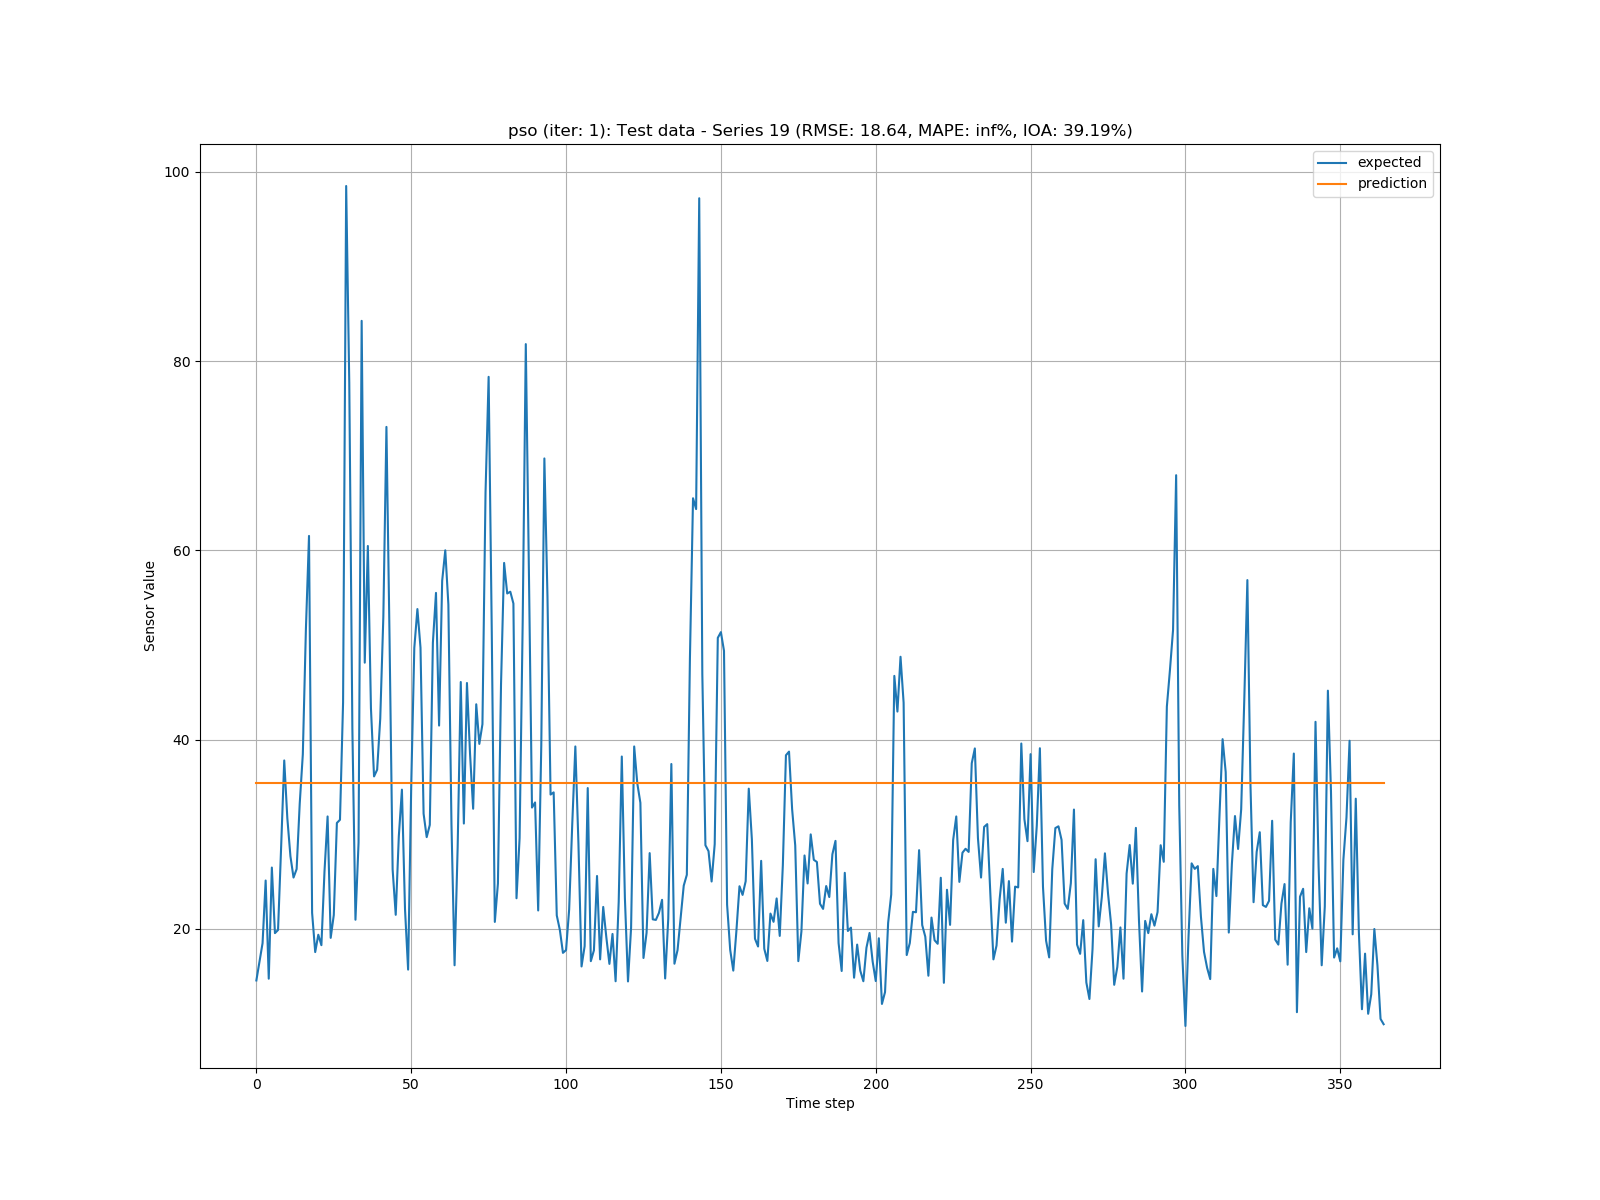 pso (iter: 1): Test data - Series 19 (RMSE: 18.64, MAPE: inf%, IOA: 39.19%)
expected
prediction
100
80
60
40
20
Sensor Value
0 50 100 150 200 250 300 350
Time step